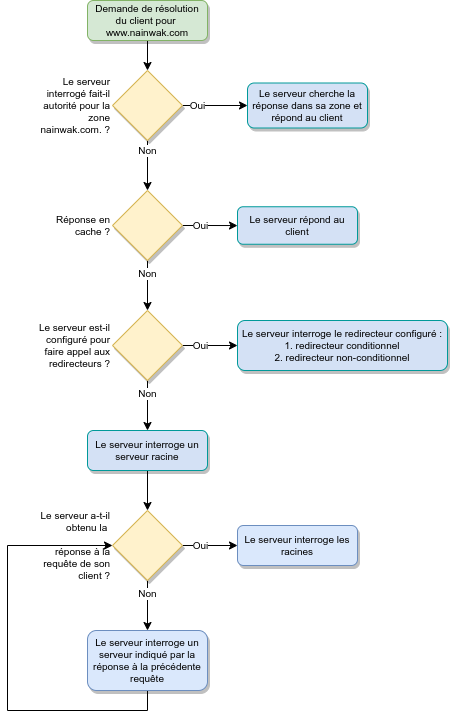 Demande de résolution
du client pour
www.nainwak.com
Le serveur
interrogé fait-il
autorité pour la
zone
nainwak.com. ?
Oui
Le serveur cherche la
réponse dans sa zone et
répond au client
Non
Réponse en
cache ?
Oui
Le serveur répond au
client
Non
Le serveur est-il
configuré pour
faire appel aux
redirecteurs ?
Oui
Le serveur interroge le redirecteur configuré :
1. redirecteur conditionnel
2. redirecteur non-conditionnel
Non
Le serveur interroge un
serveur racine
Le serveur a-t-il
obtenu la
réponse à la
requête de son
client ?
Oui
Le serveur interroge les
racines
Non
Le serveur interroge un
serveur indiqué par la
réponse à la précédente
requête